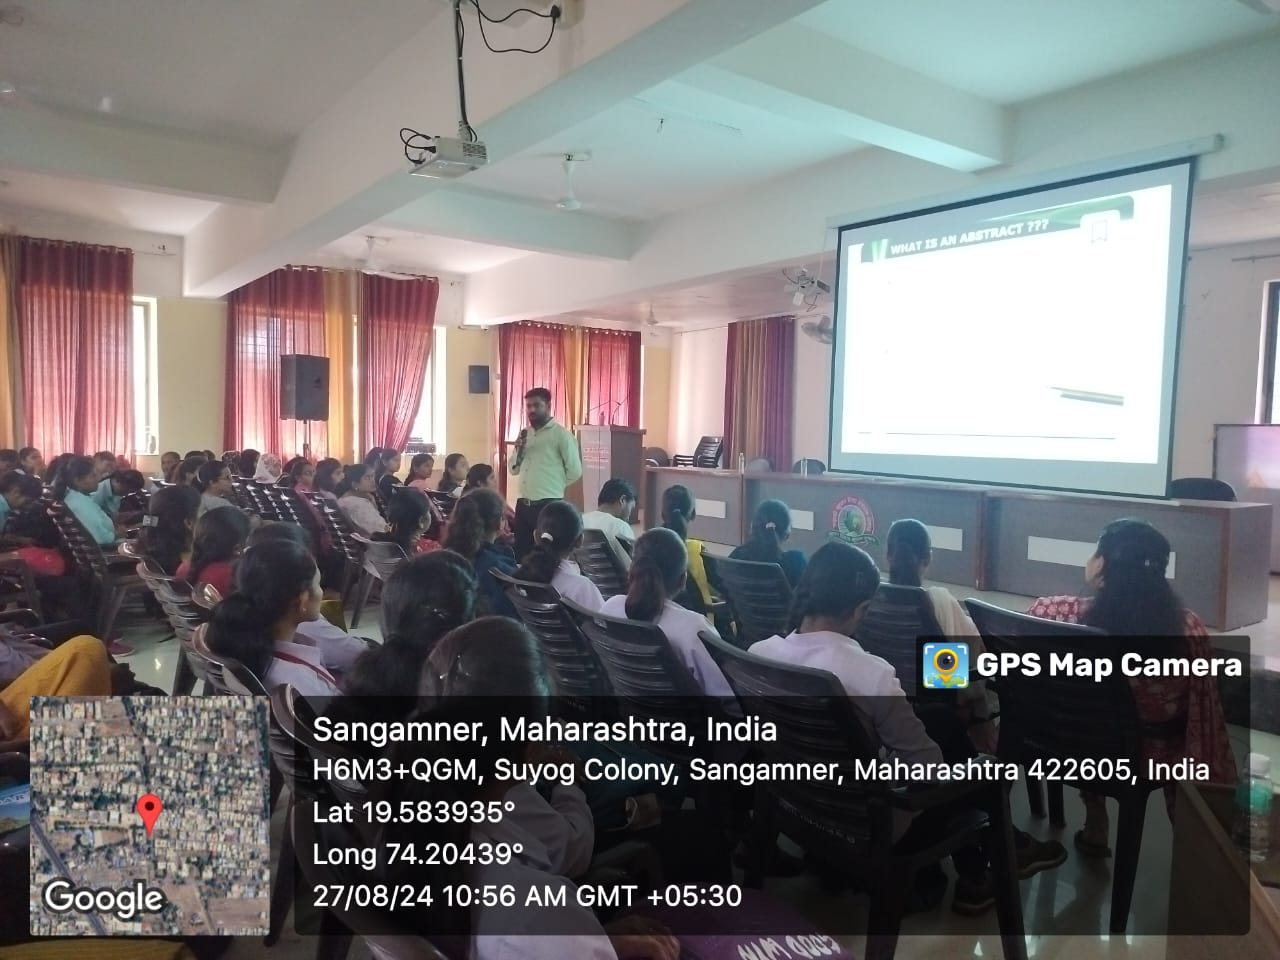 WHAT IS AN ABSTRACT ???
GPS Map Camera
Sangamner, Maharashtra, India
H6M3+QGM, Suyog Colony, Sangamner, Maharashtra 422605, India
Lat 19.583935°
Long 74.20439°
27/08/24 10:56 AM GMT +05:30
Google